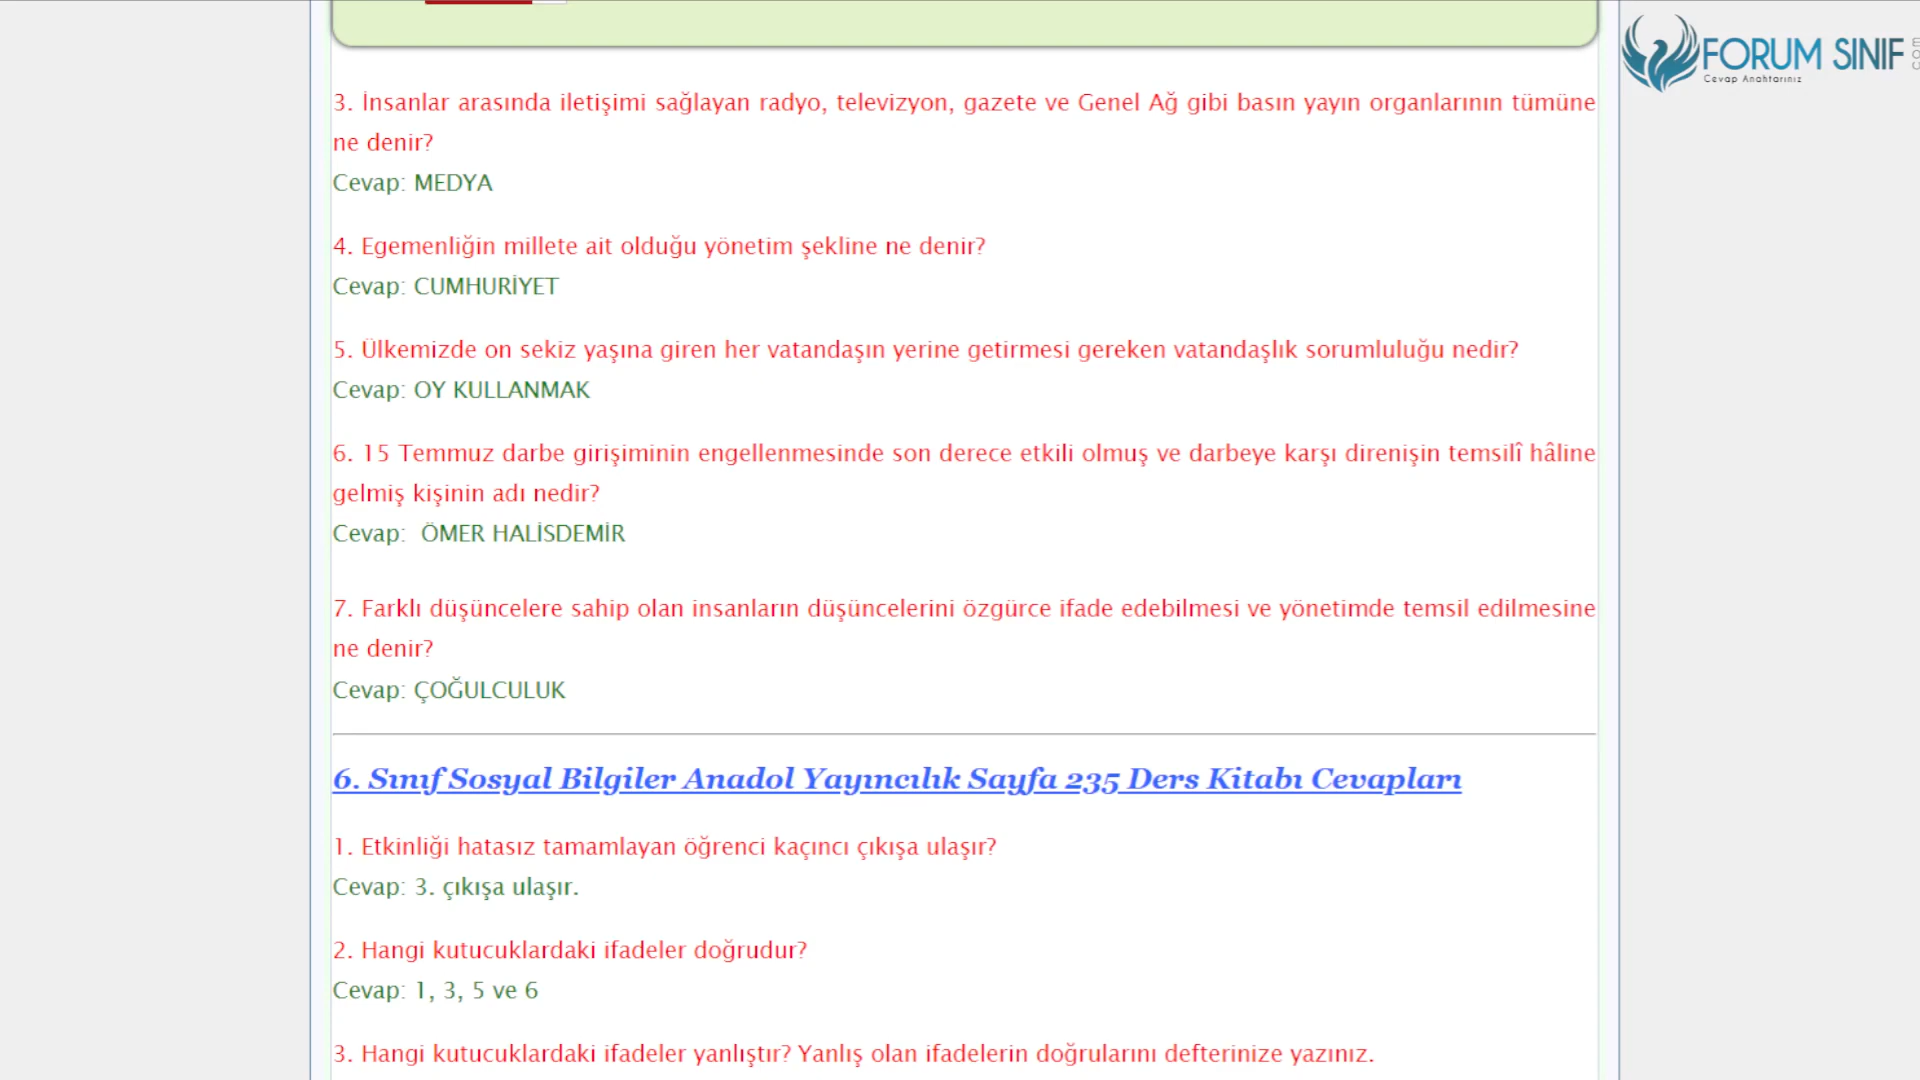 FORUM SINIF
Cevap Anahtarınız
com
3. İnsanlar arasında iletişimi sağlayan radyo, televizyon, gazete ve Genel Ağ gibi basın yayın organlarının tümüne
ne denir?
Cevap: MEDYA
4. Egemenliğin millete ait olduğu yönetim şekline ne denir?
Cevap: CUMHURİYET
5. Ülkemizde on sekiz yaşına giren her vatandaşın yerine getirmesi gereken vatandaşlık sorumluluğu nedir?
Cevap: OY KULLANMAK
6. 15 Temmuz darbe girişiminin engellenmesinde son derece etkili olmuş ve darbeye karşı direnişin temsilî hâline
gelmiş kişinin adı nedir?
Cevap: ÖMER HALİSDEMİR
7. Farklı düşüncelere sahip olan insanların düşüncelerini özgürce ifade edebilmesi ve yönetimde temsil edilmesine
ne denir?
Cevap: ÇOĞULCULUK
6. Sınıf Sosyal Bilgiler Anadol Yayıncılık Sayfa 235 Ders Kitabı Cevapları
1. Etkinliği hatasız tamamlayan öğrenci kaçıncı çıkışa ulaşır?
Cevap: 3. çıkışa ulaşır.
2. Hangi kutucuklardaki ifadeler doğrudur?
Cevap: 1, 3, 5 ve 6
3. Hangi kutucuklardaki ifadeler yanlıştır? Yanlış olan ifadelerin doğrularını defterinize yazınız.